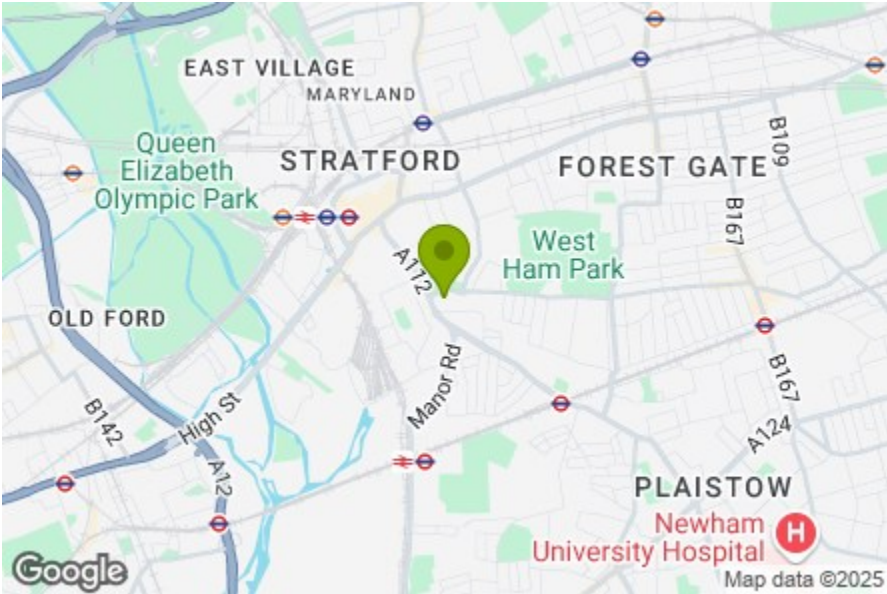 EAST VILLAGE
MARYLAND
B109
Queen
Elizabeth
Olympic Park
STRATFORD
FOREST GATE
B167
A112
West
Ham Park
OLD FORD
Manor Rd
B167
B142
High St
A124
A12
PLAISTOW
Newham
University Hospital
H
Google
Map data ©2025